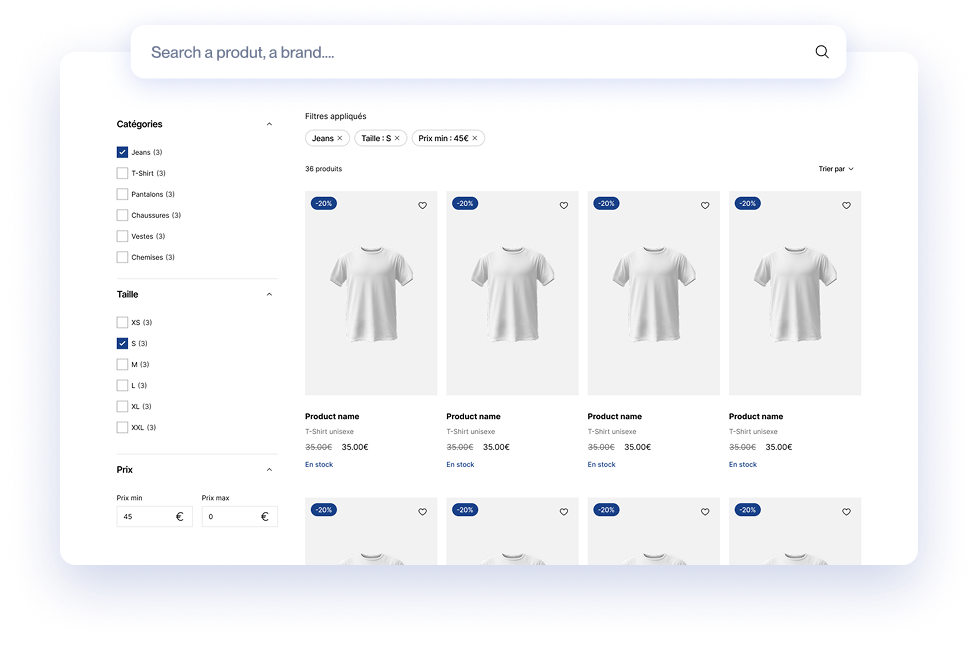 Search a produt, a brand....
Catégories
Jeans (3)
T-Shirt (3)
Pantalons (3)
Chaussures (3)
Vestes (3)
Chemises (3)
Taille
XS (3)
S (3)
M (3)
L (3)
XL (3)
XXL (3)
Prix
Prix min Prix max
45 € 0 €
Filtres appliqués
Jeans × Taille : S × Prix min : 45€ ×
36 produits Trier par
-20% -20% -20% -20%
Product name Product name Product name Product name
T-Shirt unisexe T-Shirt unisexe T-Shirt unisexe T-Shirt unisexe
35.00€ 35.00€ 35.00€ 35.00€ 35.00€ 35.00€ 35.00€ 35.00€
En stock En stock En stock En stock
-20% -20% -20% -20%